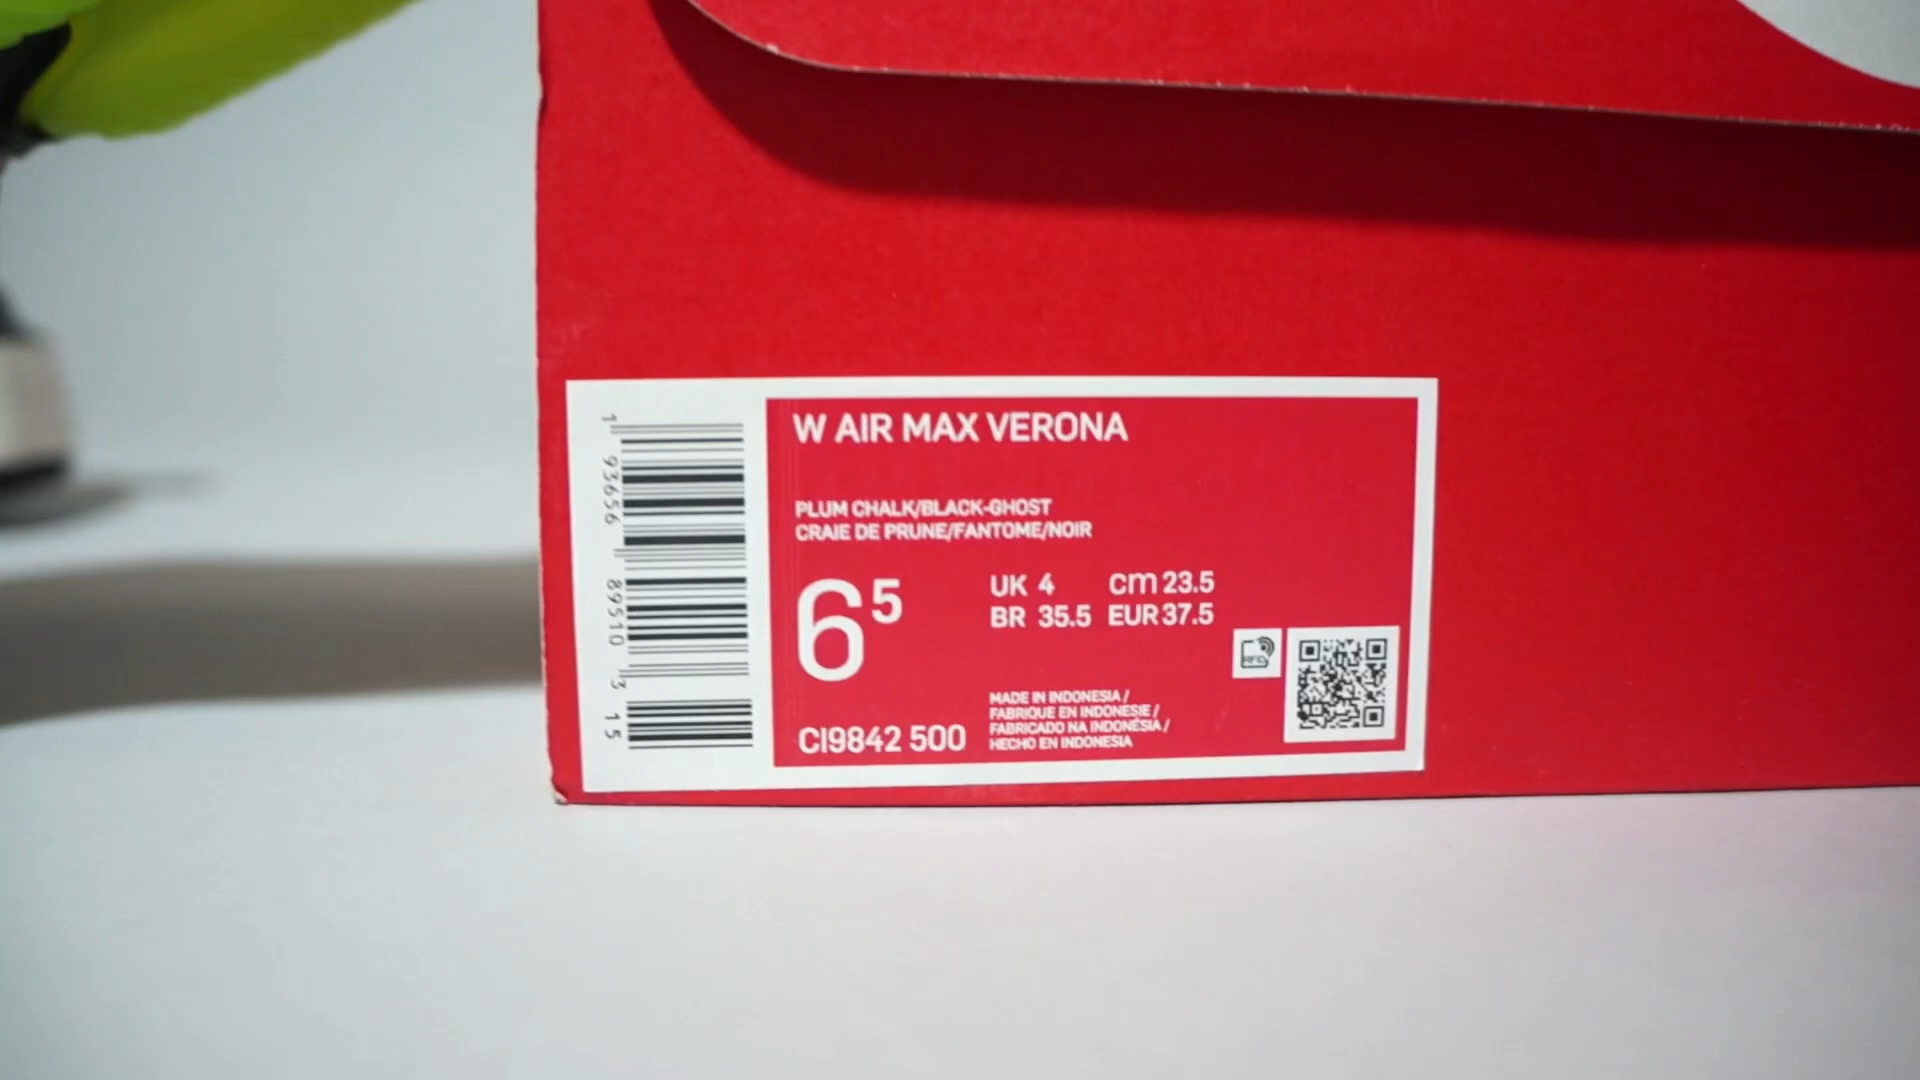 W AIR MAX VERONA
PLUM CHALK/BLACK-GHOST
CRAIE DE PRUNE/FANTOME/NOIR
6⁵
UK 4 cm 23.5
BR 35.5 EUR 37.5
MADE IN INDONESIA /
FABRIQUE EN INDONESIE /
FABRICADO NA INDONÉSIA /
HECHO EN INDONESIA
CI9842 500
RFID
1 93656 89510 3 15